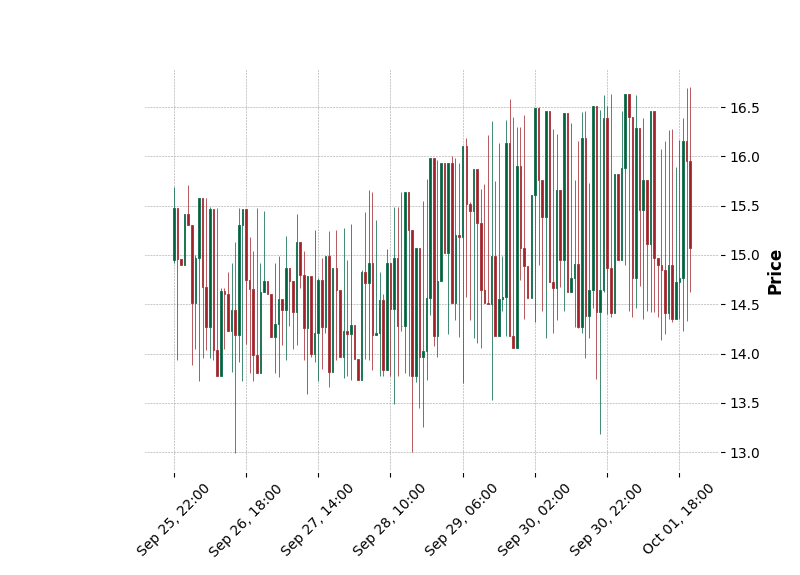 16.5
16.0
15.5
15.0
14.5
14.0
13.5
13.0
Price
Sep 25, 22:00
Sep 26, 18:00
Sep 27, 14:00
Sep 28, 10:00
Sep 29, 06:00
Sep 30, 02:00
Sep 30, 22:00
Oct 01, 18:00